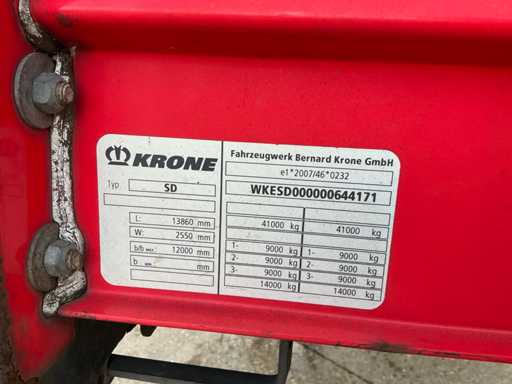 KRONE
Fahrzeugwerk Bernard Krone GmbH
e1*2007/46*0232
Typ SD
WKESD000000644171
L: 13860 mm
W: 2550 mm
b/b max: 12000 mm
b min: mm
41000 kg 41000 kg
1- 9000 kg 1- 9000 kg
2- 9000 kg 2- 9000 kg
3- 9000 kg 3- 9000 kg
14000 kg 14000 kg